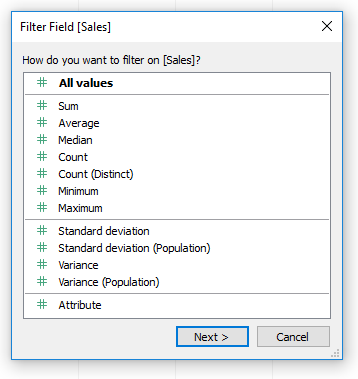 Filter Field [Sales]
How do you want to filter on [Sales]?
All values
Sum
Average
Median
Count
Count (Distinct)
Minimum
Maximum
Standard deviation
Standard deviation (Population)
Variance
Variance (Population)
Attribute
Next >
Cancel